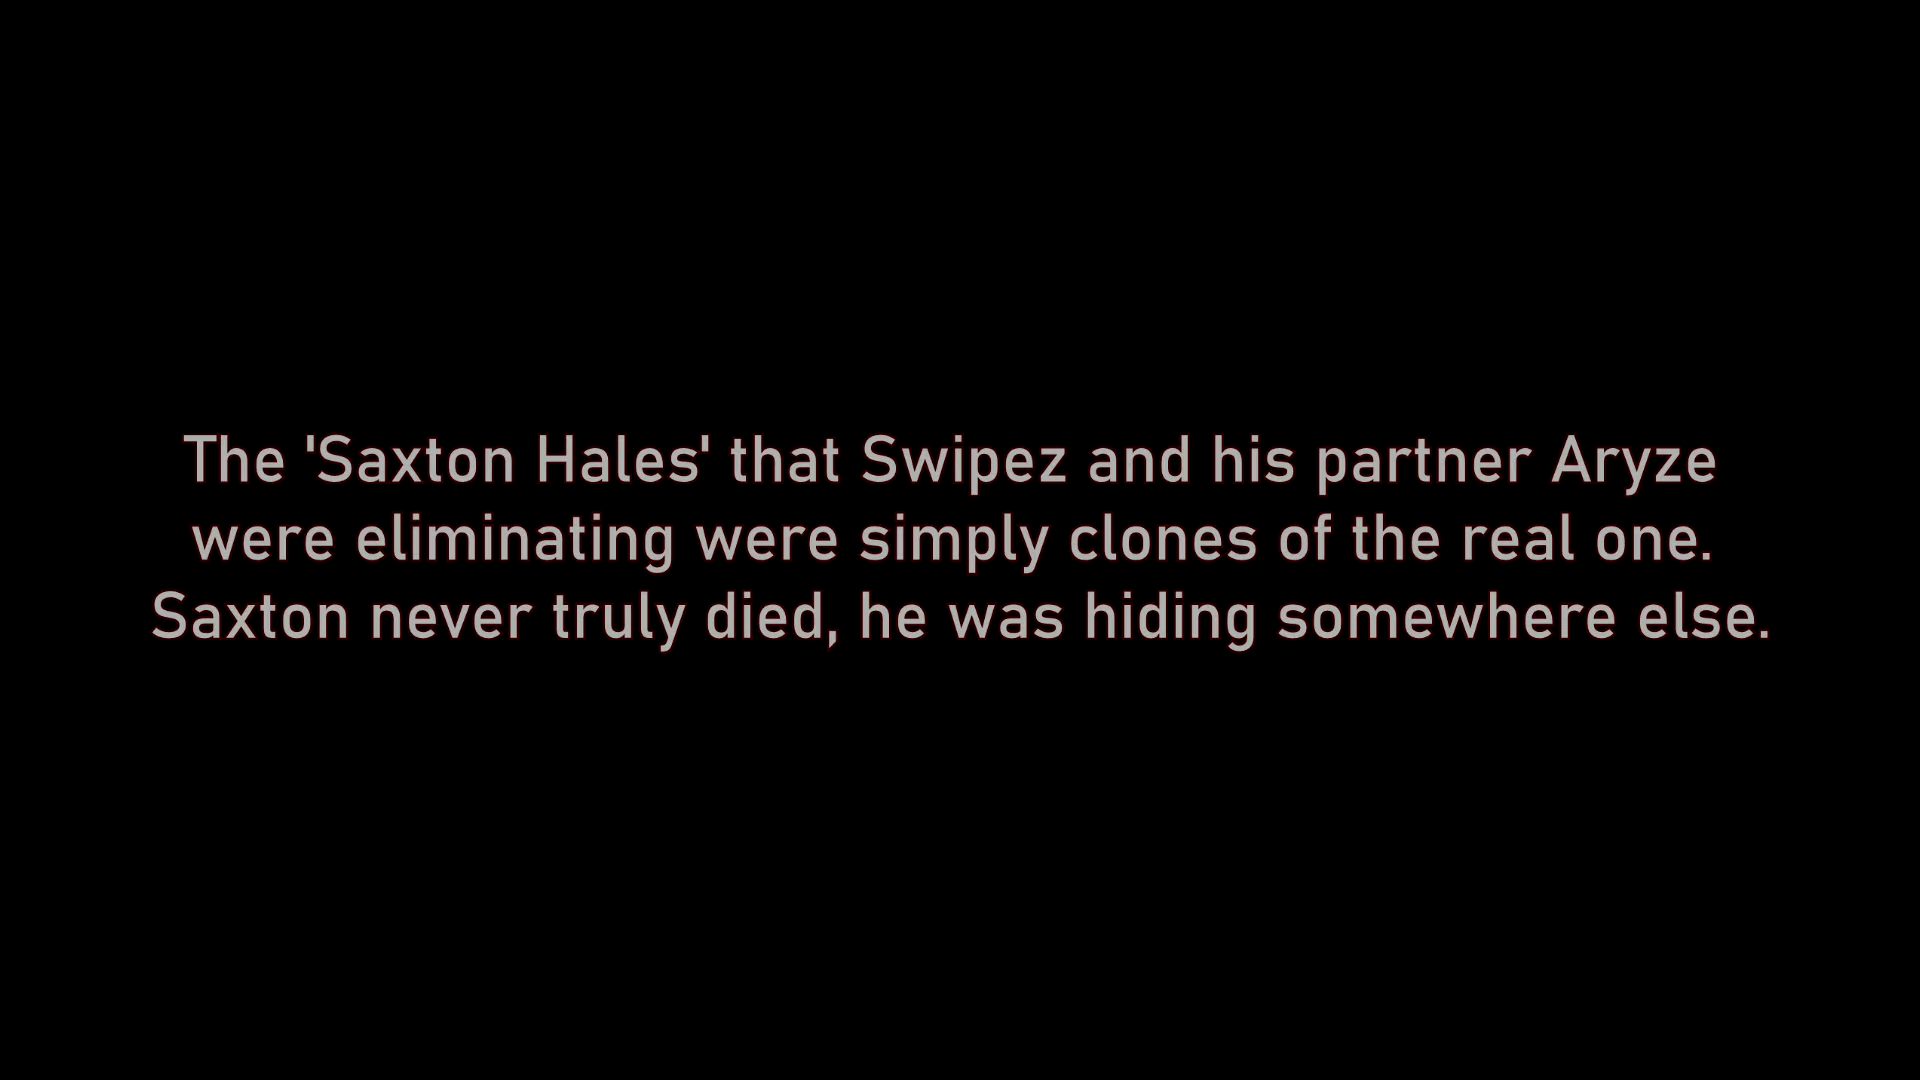 The 'Saxton Hales' that Swipez and his partner Aryze
were eliminating were simply clones of the real one.
Saxton never truly died, he was hiding somewhere else.